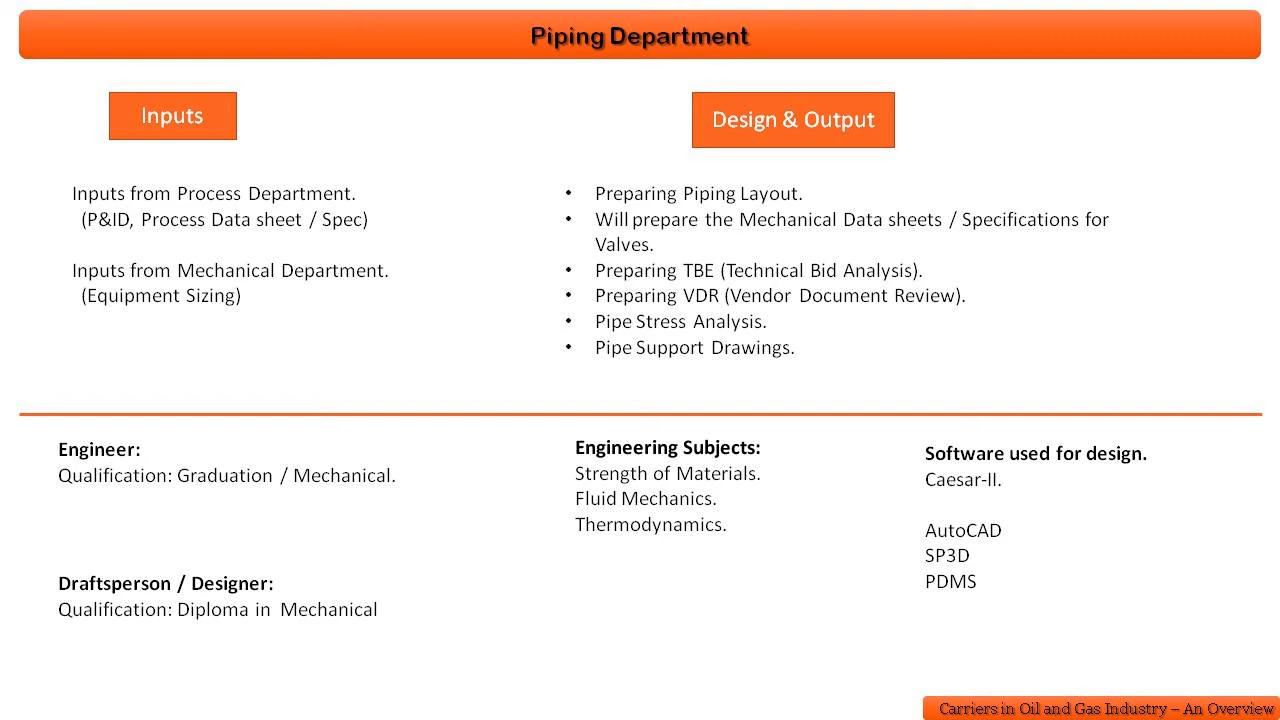 Piping Department
Inputs
Design & Output
Inputs from Process Department.
(P&ID, Process Data sheet / Spec)
Inputs from Mechanical Department.
(Equipment Sizing)
• Preparing Piping Layout.
• Will prepare the Mechanical Data sheets / Specifications for
Valves.
• Preparing TBE (Technical Bid Analysis).
• Preparing VDR (Vendor Document Review).
• Pipe Stress Analysis.
• Pipe Support Drawings.
Engineer:
Qualification: Graduation / Mechanical.
Draftsperson / Designer:
Qualification: Diploma in Mechanical
Engineering Subjects:
Strength of Materials.
Fluid Mechanics.
Thermodynamics.
Software used for design.
Caesar-II.
AutoCAD
SP3D
PDMS
Carriers in Oil and Gas Industry – An Overview